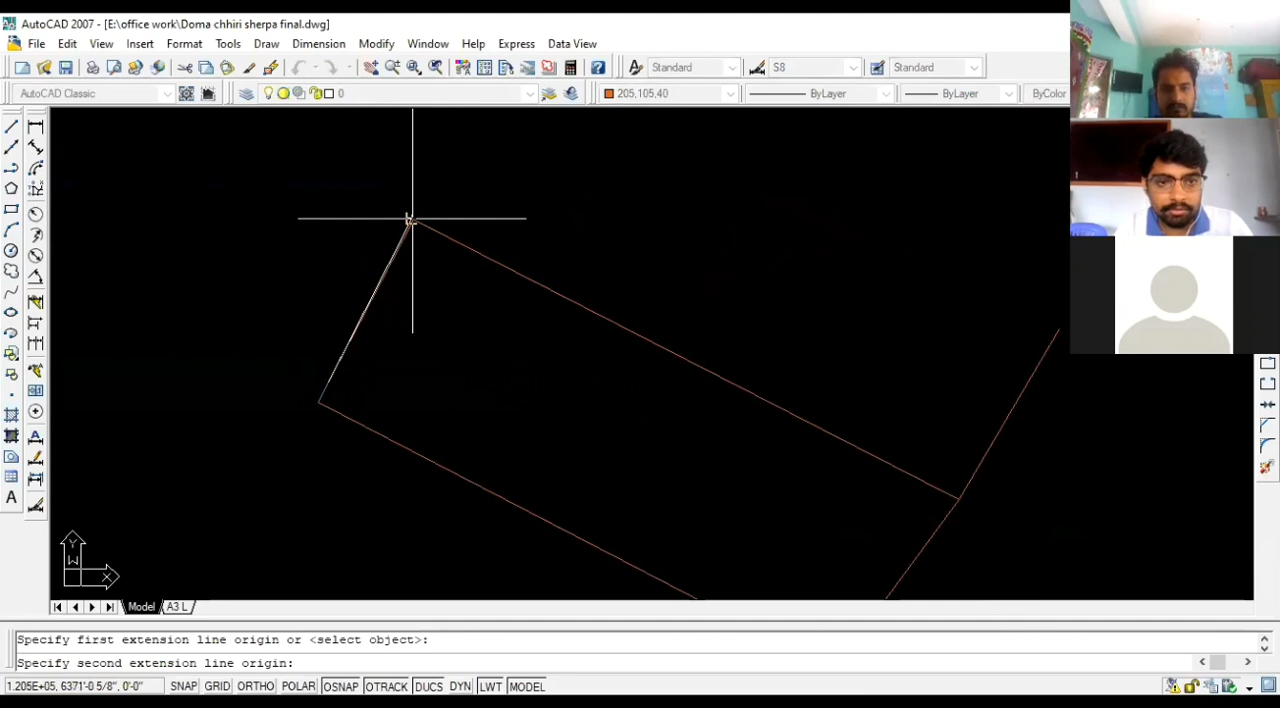 AutoCAD 2007 - [E:\office work\Doma chhiri sherpa final.dwg]
File Edit View Insert Format Tools Draw Dimension Modify Window Help Express Data View
Standard S8 Standard
AutoCAD Classic 0 205,105,40 ByLayer ByLayer ByColor
A
A
Y
W
X
Model A3 L
Specify first extension line origin or <select object>:
Specify second extension line origin:
1.205E+05, 6371'-0 5/8", 0'-0" SNAP GRID ORTHO POLAR OSNAP OTRACK DUCS DYN LWT MODEL